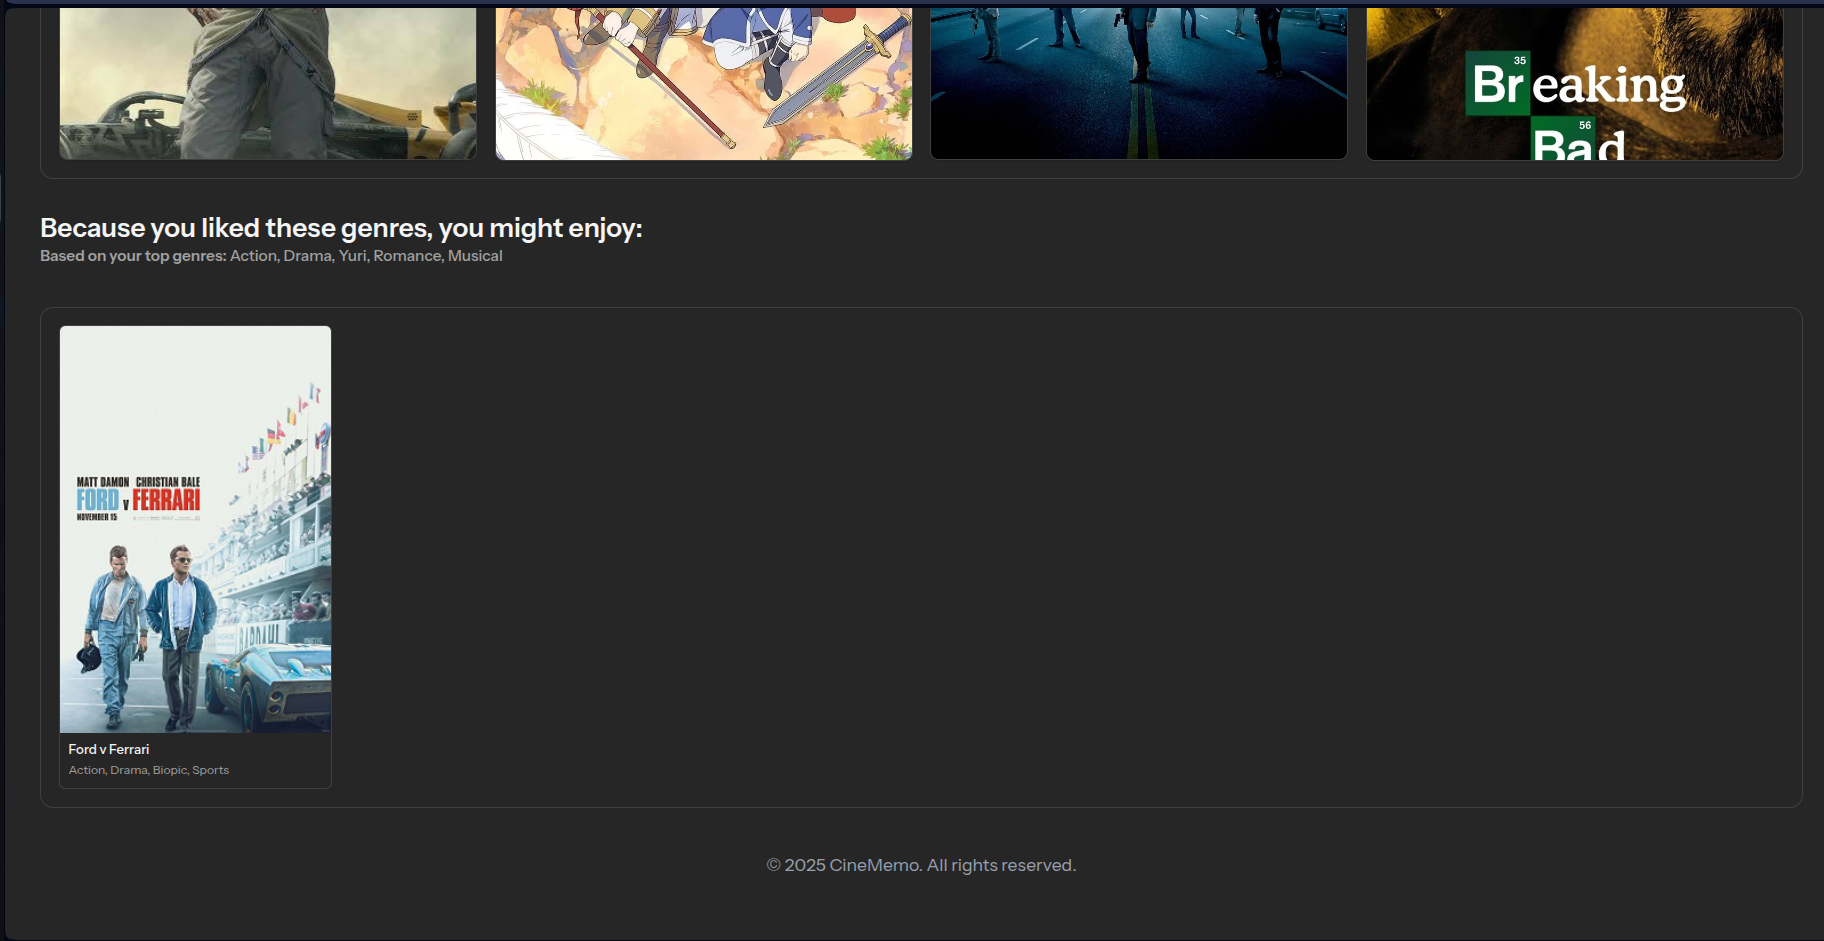 35
Breaking
56
Bad
Because you liked these genres, you might enjoy:
Based on your top genres: Action, Drama, Yuri, Romance, Musical
MATT DAMON CHRISTIAN BALE
FORD v FERRARI
NOVEMBER 15
BARDAHL
Ford v Ferrari
Action, Drama, Biopic, Sports
© 2025 CineMemo. All rights reserved.